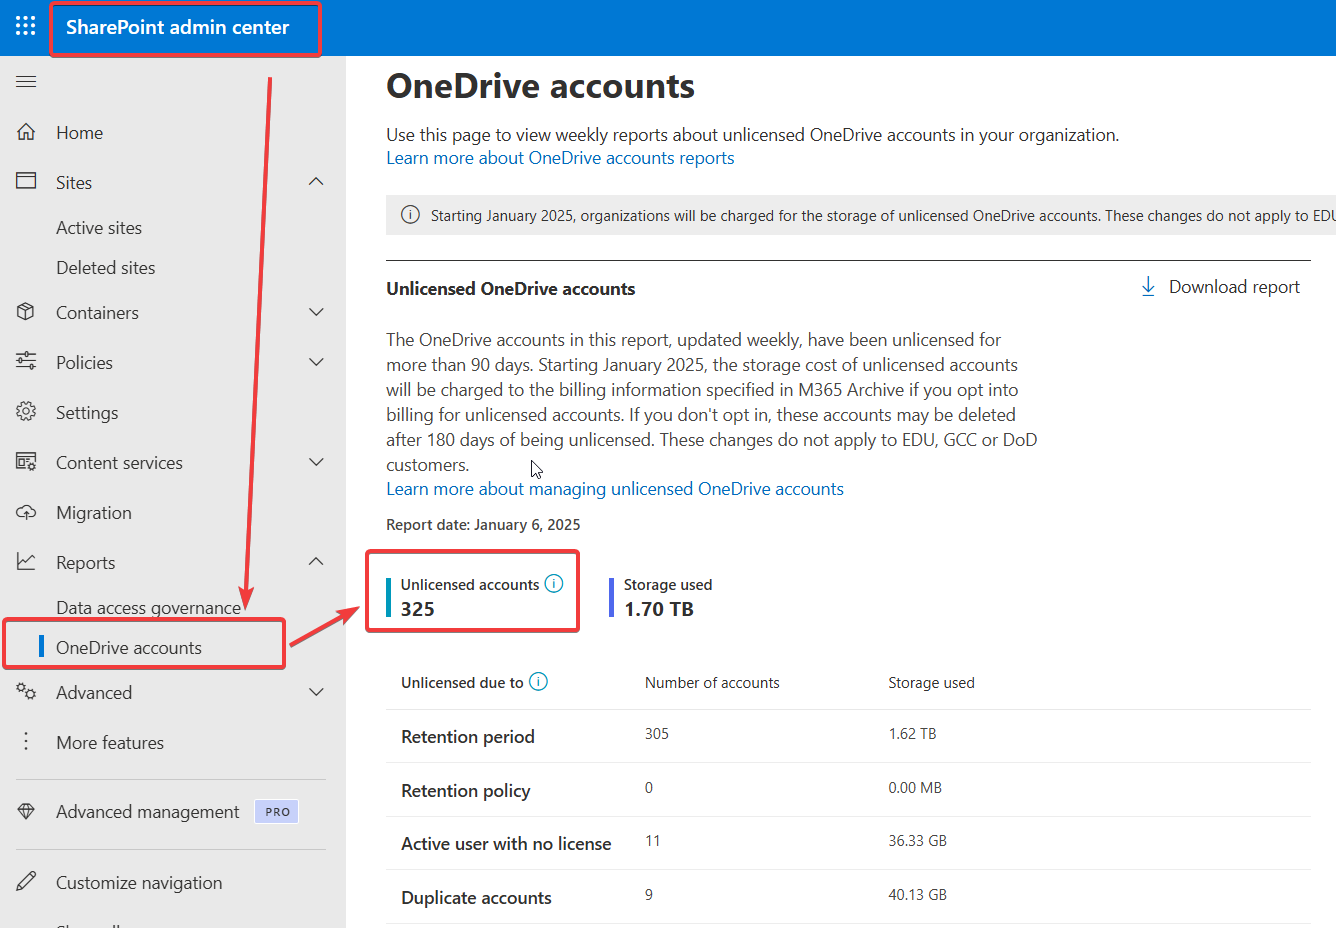 SharePoint admin center
Home
Sites
Active sites
Deleted sites
Containers
Policies
Settings
Content services
Migration
Reports
Data access governance
OneDrive accounts
Advanced
More features
Advanced management PRO
Customize navigation
OneDrive accounts
Use this page to view weekly reports about unlicensed OneDrive accounts in your organization.
Learn more about OneDrive accounts reports
Starting January 2025, organizations will be charged for the storage of unlicensed OneDrive accounts. These changes do not apply to EDU
Unlicensed OneDrive accounts
Download report
The OneDrive accounts in this report, updated weekly, have been unlicensed for
more than 90 days. Starting January 2025, the storage cost of unlicensed accounts
will be charged to the billing information specified in M365 Archive if you opt into
billing for unlicensed accounts. If you don't opt in, these accounts may be deleted
after 180 days of being unlicensed. These changes do not apply to EDU, GCC or DoD
customers.
Learn more about managing unlicensed OneDrive accounts
Report date: January 6, 2025
Unlicensed accounts
325
Storage used
1.70 TB
Unlicensed due to Number of accounts Storage used
Retention period 305 1.62 TB
Retention policy 0 0.00 MB
Active user with no license 11 36.33 GB
Duplicate accounts 9 40.13 GB